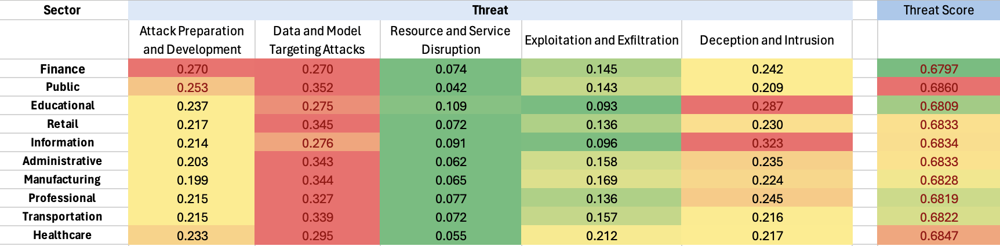 Sector Threat Threat Score
Attack Preparation Data and Model Resource and Service
and Development Targeting Attacks Disruption Exploitation and Exfiltration Deception and Intrusion
Finance 0.270 0.270 0.074 0.145 0.242 0.6797
Public 0.253 0.352 0.042 0.143 0.209 0.6860
Educational 0.237 0.275 0.109 0.093 0.287 0.6809
Retail 0.217 0.345 0.072 0.136 0.230 0.6833
Information 0.214 0.276 0.091 0.096 0.323 0.6834
Administrative 0.203 0.343 0.062 0.158 0.235 0.6833
Manufacturing 0.199 0.344 0.065 0.169 0.224 0.6828
Professional 0.215 0.327 0.077 0.136 0.245 0.6819
Transportation 0.215 0.339 0.072 0.157 0.216 0.6822
Healthcare 0.233 0.295 0.055 0.212 0.217 0.6847